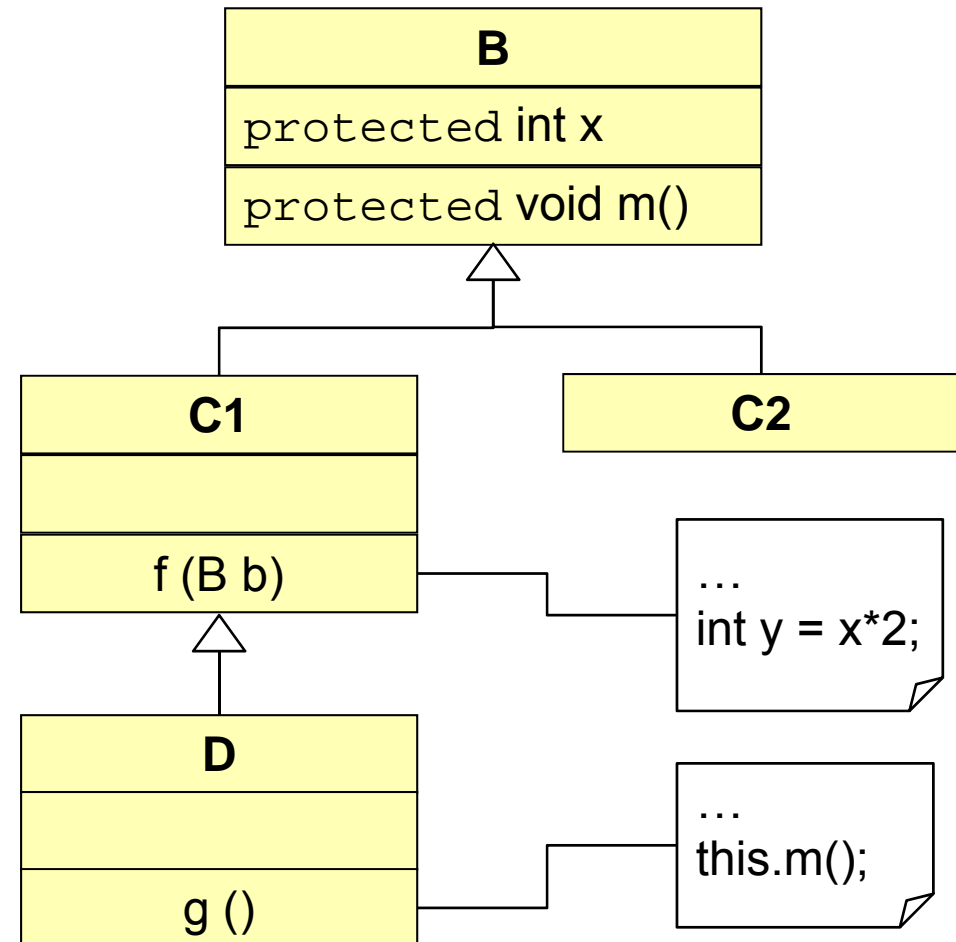 B
protected int x
protected void m()
C1
C2
f (B b)
…
int y = x*2;
D
…
this.m();
g ()